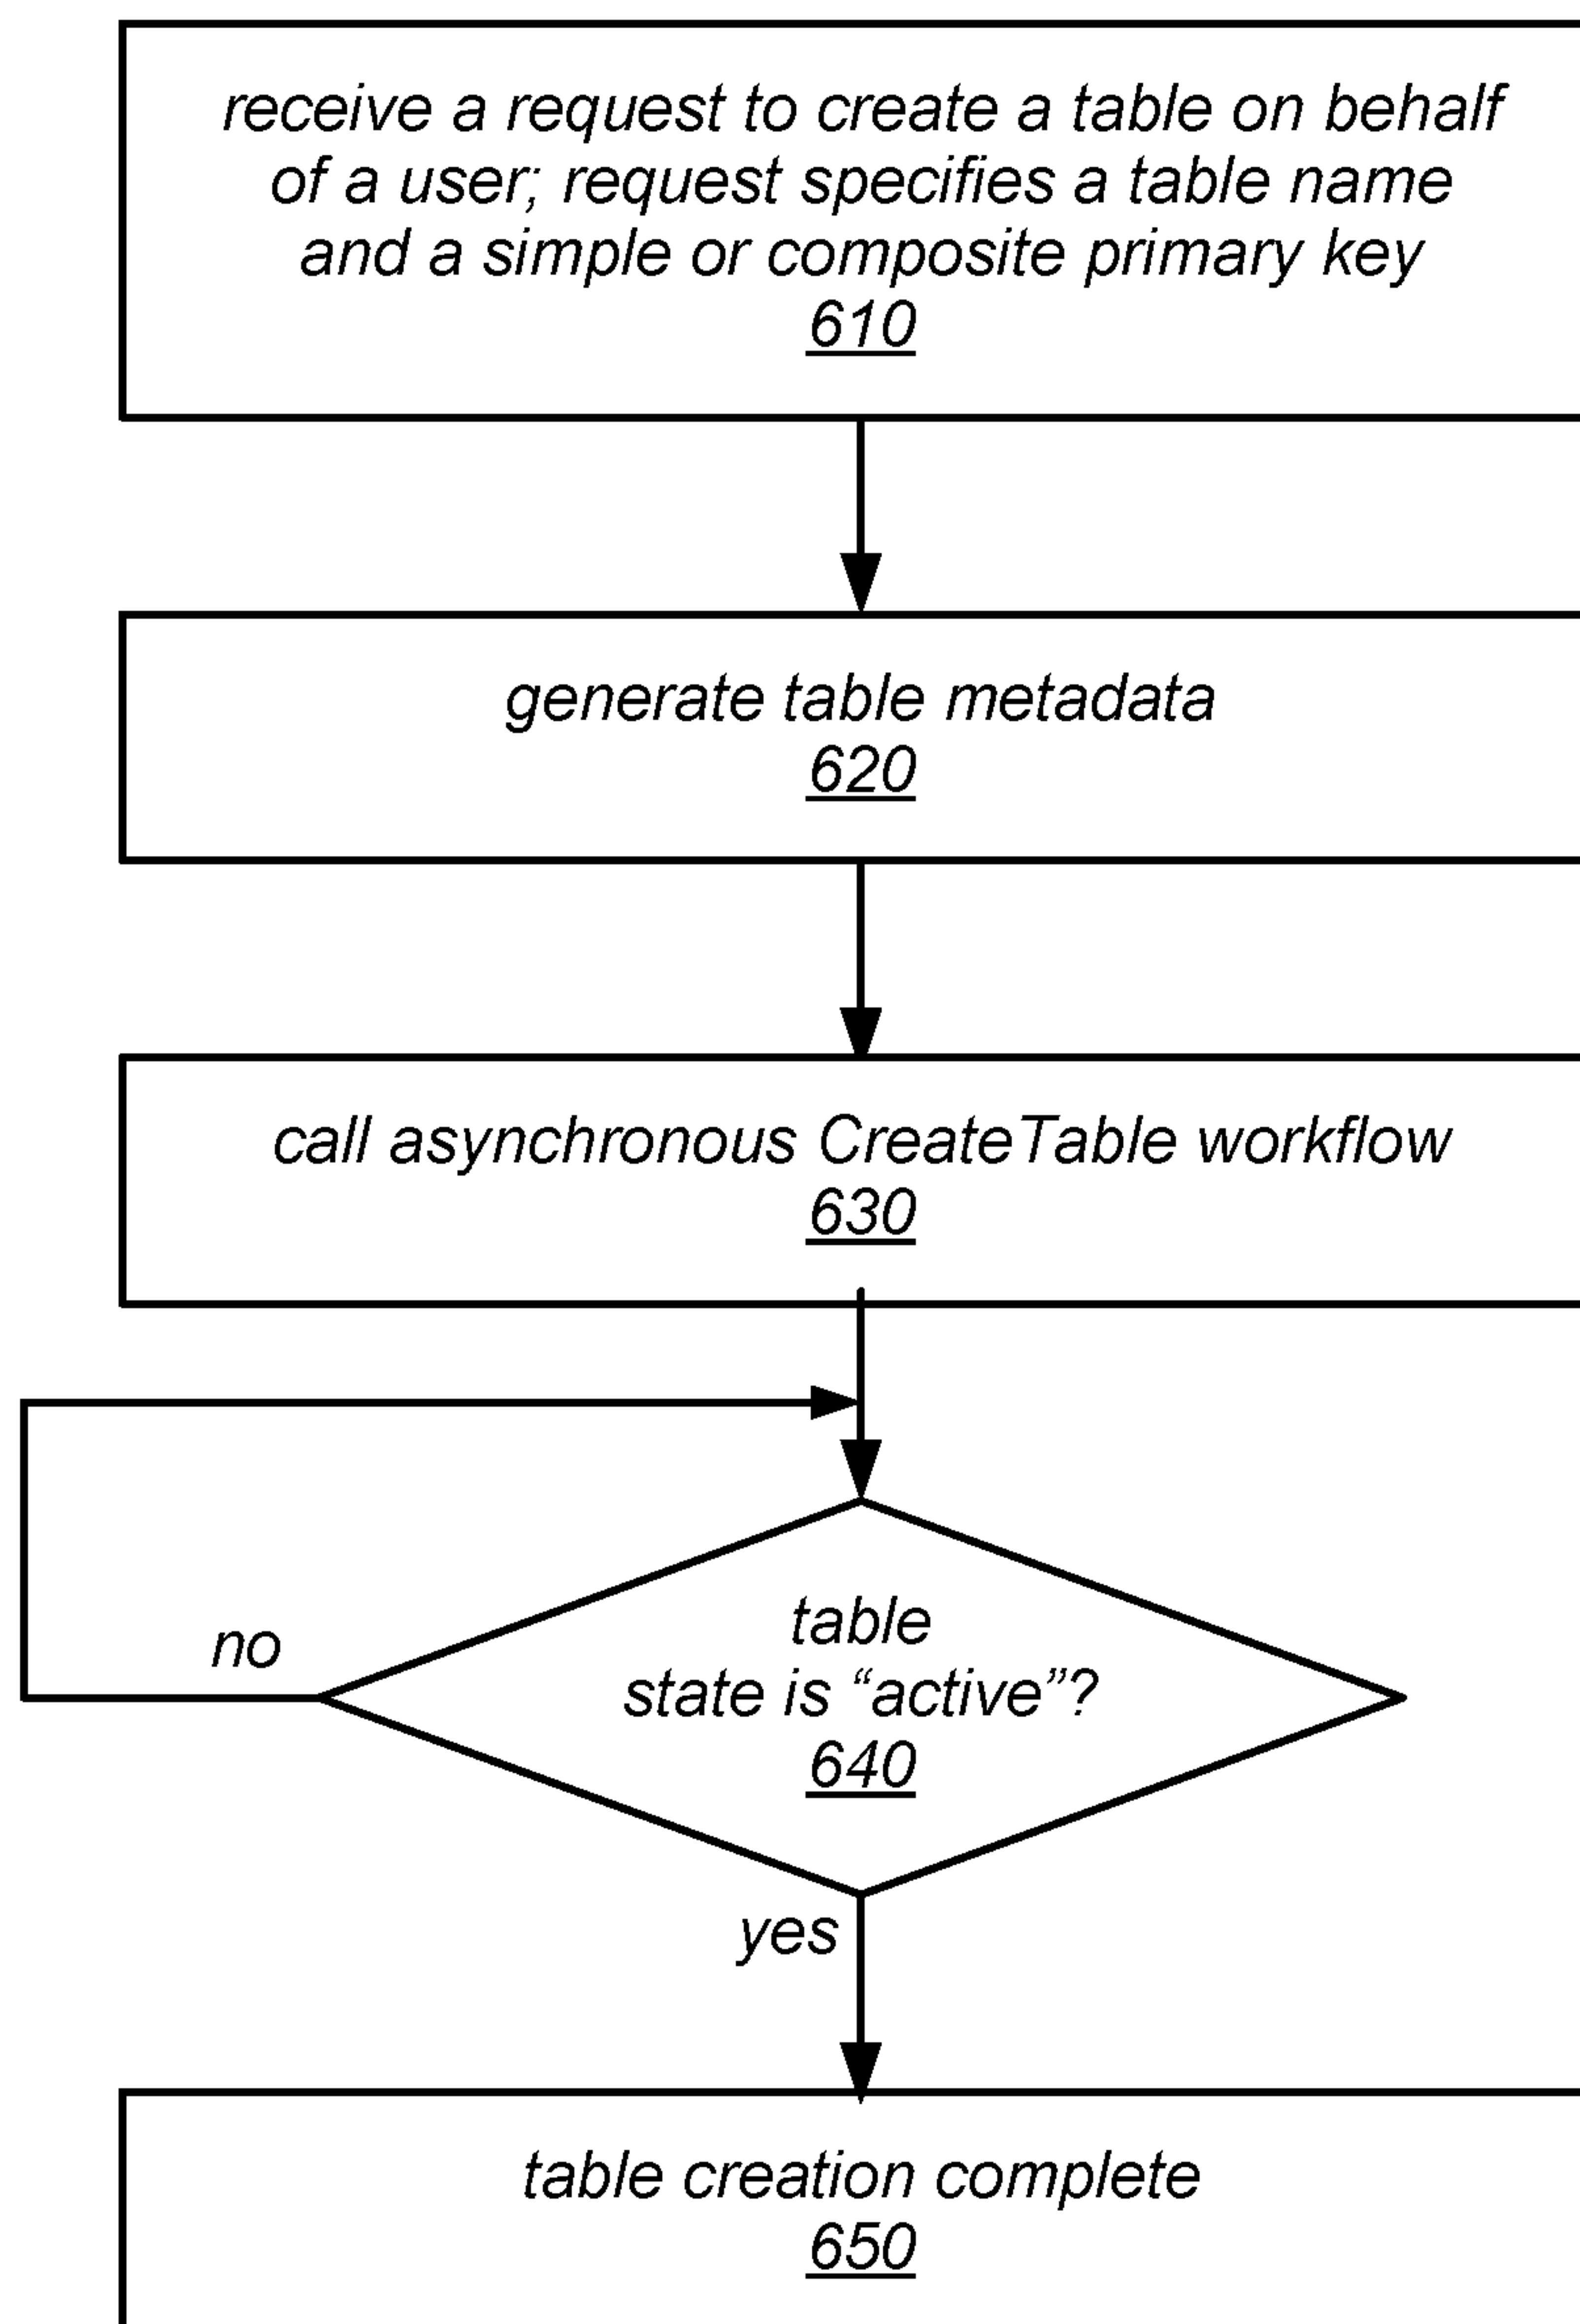 receive a request to create a table on behalf
of a user; request specifies a table name
and a simple or composite primary key
610
generate table metadata
620
call asynchronous CreateTable workflow
630
table
state is “active”?
640
no
yes
table creation complete
650